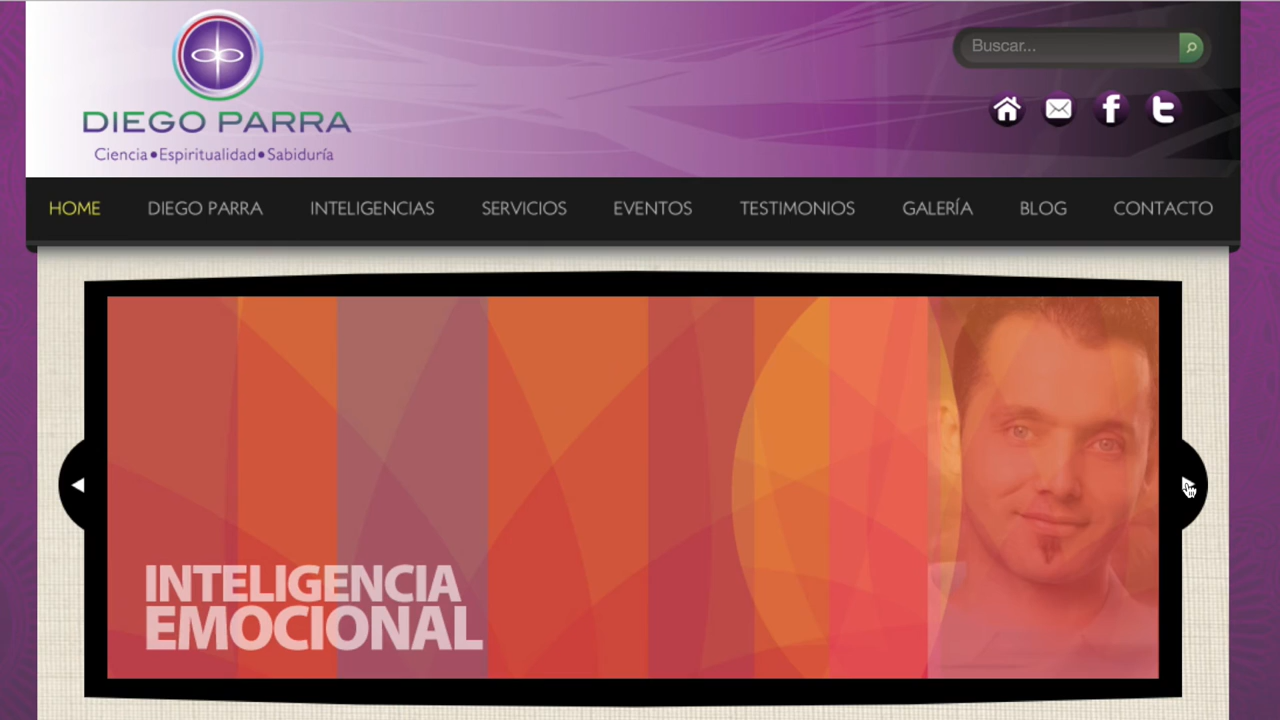 DIEGO PARRA
Ciencia•Espiritualidad•Sabiduría
Buscar...
HOME DIEGO PARRA INTELIGENCIAS SERVICIOS EVENTOS TESTIMONIOS GALERÍA BLOG CONTACTO
INTELIGENCIA
EMOCIONAL